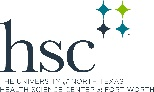 hsc
THE UNIVERSITY of NORTH TEXAS
HEALTH SCIENCE CENTER at FORT WORTH